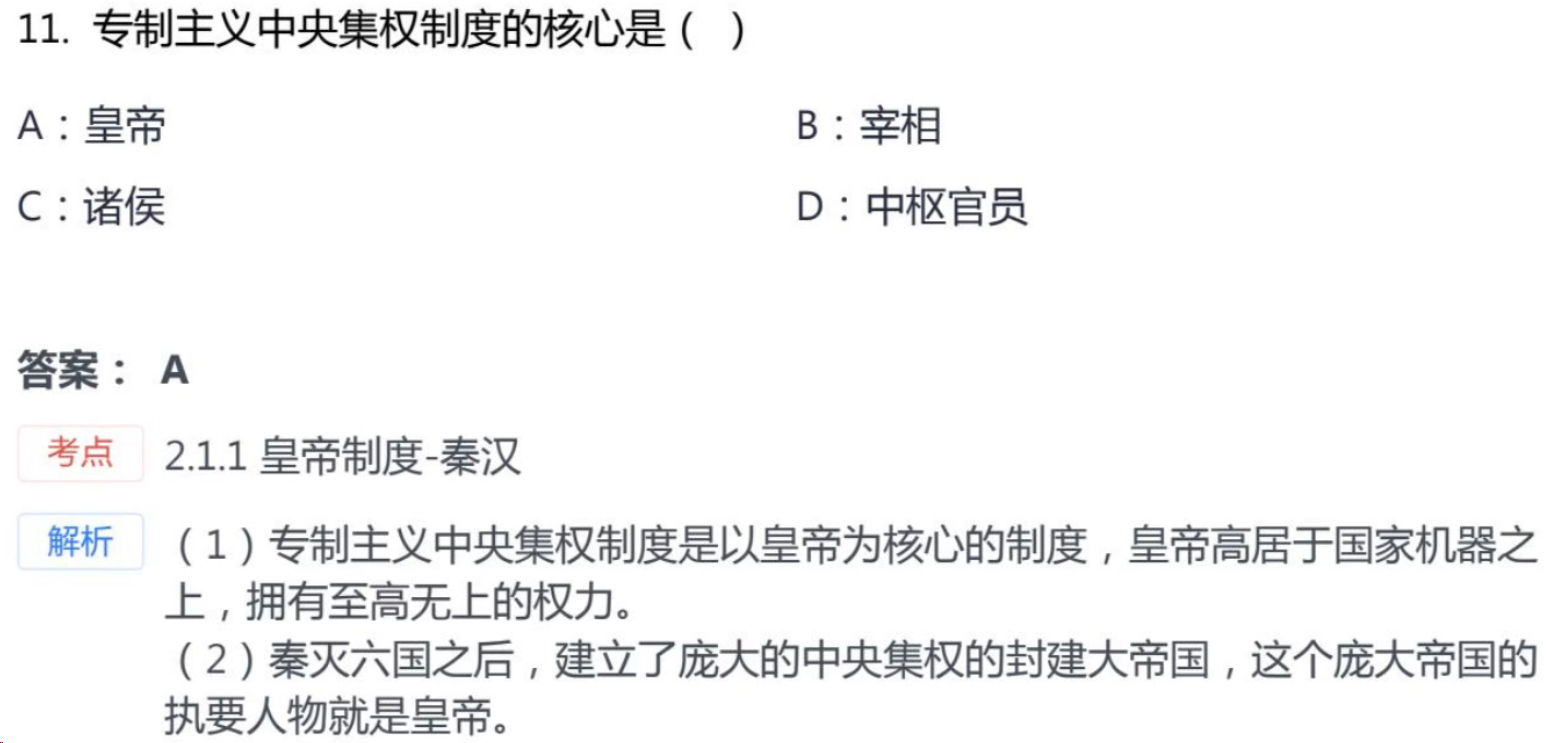 11. 专制主义中央集权制度的核心是（ ）
A：皇帝
B：宰相
C：诸侯
D：中枢官员
答案： A
考点 2.1.1 皇帝制度-秦汉
解析 （1）专制主义中央集权制度是以皇帝为核心的制度，皇帝高居于国家机器之
上，拥有至高无上的权力。
（2）秦灭六国之后，建立了庞大的中央集权的封建大帝国，这个庞大帝国的
执要人物就是皇帝。